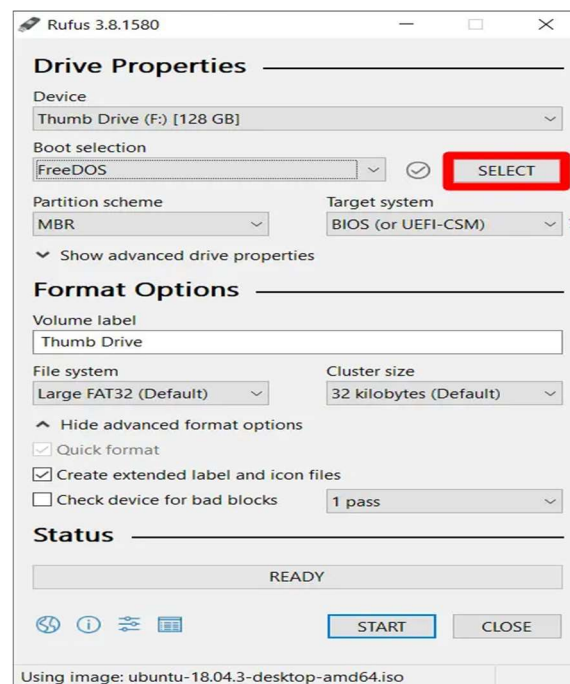 Rufus 3.8.1580
Drive Properties
Device
Thumb Drive (F:) [128 GB]
Boot selection
FreeDOS
SELECT
Partition scheme
Target system
MBR
BIOS (or UEFI-CSM)
Show advanced drive properties
Format Options
Volume label
Thumb Drive
File system
Cluster size
Large FAT32 (Default)
32 kilobytes (Default)
Hide advanced format options
Quick format
Create extended label and icon files
Check device for bad blocks
1 pass
Status
READY
START
CLOSE
Using image: ubuntu-18.04.3-desktop-amd64.iso